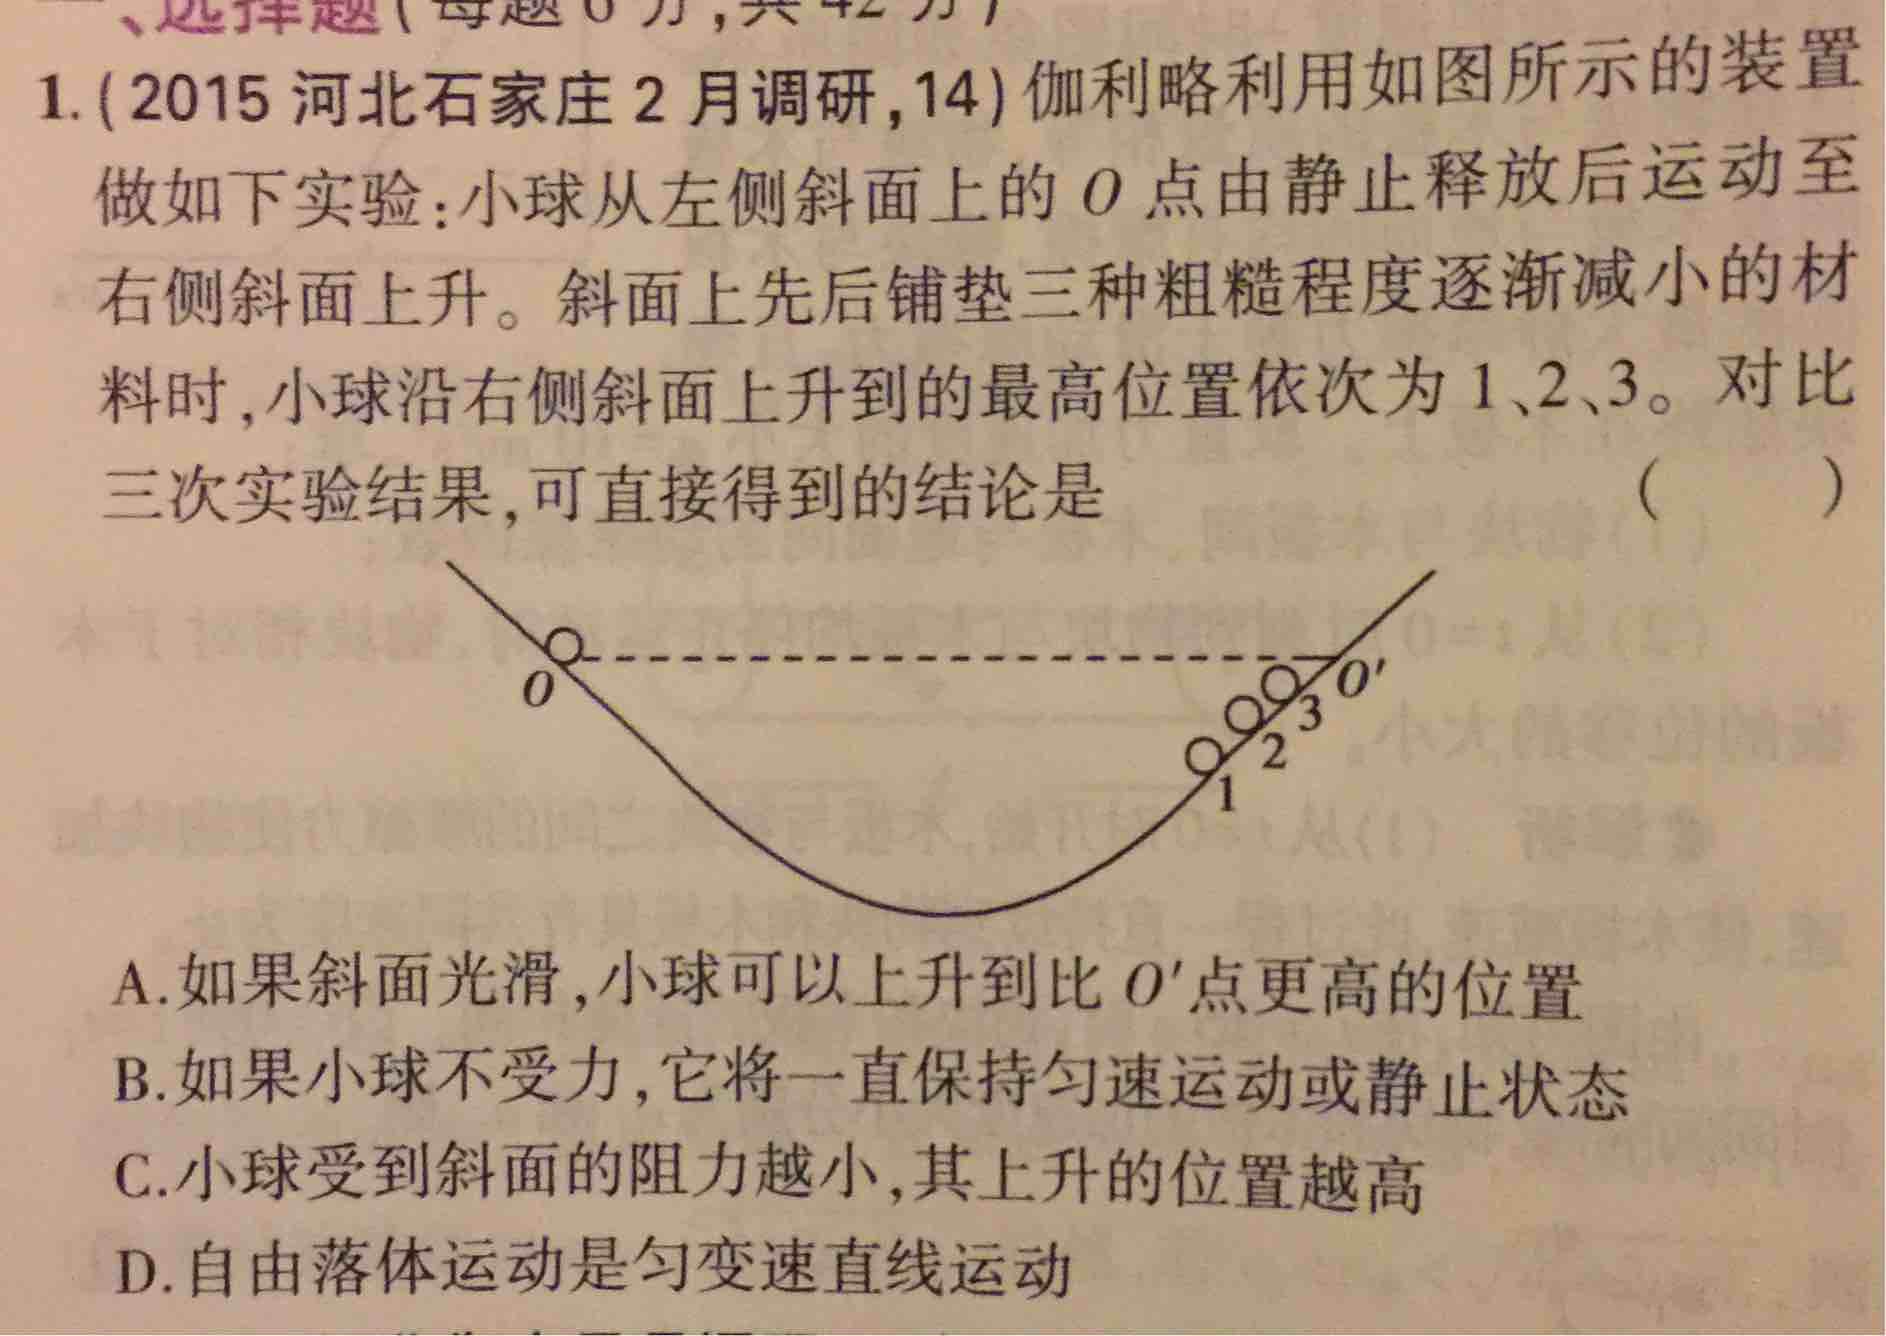 一、选择题(每题6分,共42分)
1.(2015河北石家庄2月调研,14)伽利略利用如图所示的装置
做如下实验:小球从左侧斜面上的O点由静止释放后运动至
右侧斜面上升。斜面上先后铺垫三种粗糙程度逐渐减小的材
料时,小球沿右侧斜面上升到的最高位置依次为1、2、3。对比
三次实验结果,可直接得到的结论是 ( )
O
O′
3
2
1
A.如果斜面光滑,小球可以上升到比O′点更高的位置
B.如果小球不受力,它将一直保持匀速运动或静止状态
C.小球受到斜面的阻力越小,其上升的位置越高
D.自由落体运动是匀变速直线运动